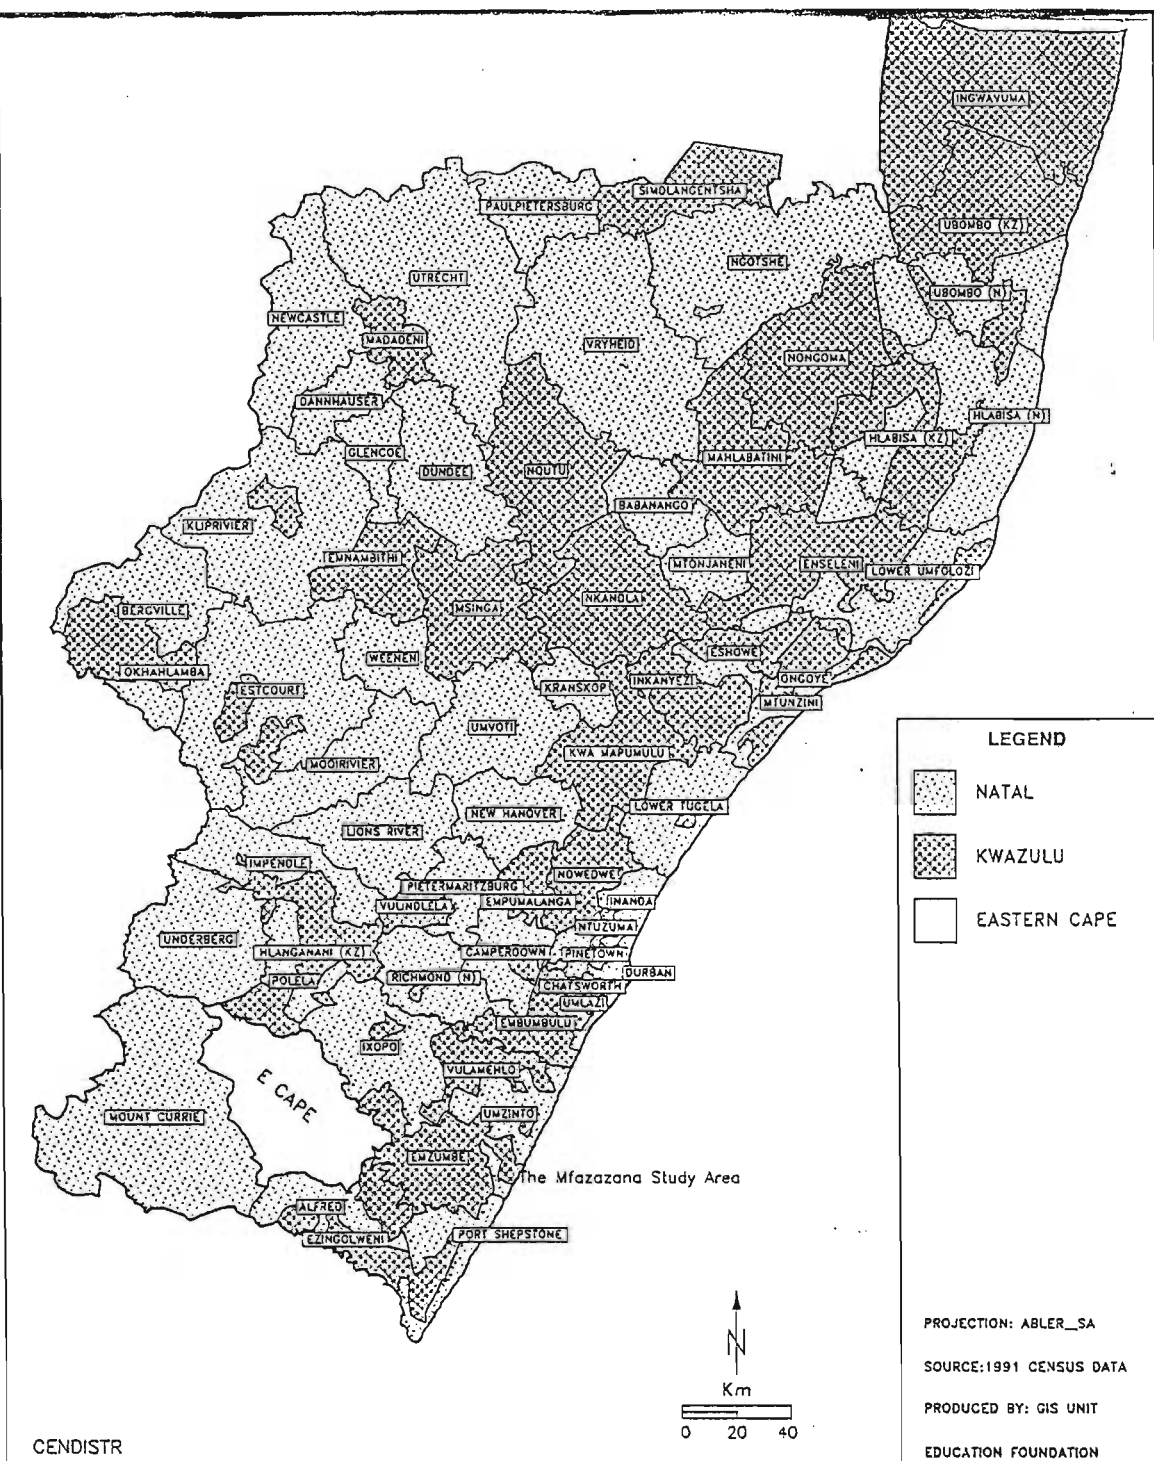 INGWAVUMA
SIMDLANGENTSHA
PAULPIETERSBURG
UBOMBO (KZ)
NGOTSHE
UTRECHT
UBOMBO (N)
NEWCASTLE
MADADENI
VRYHEID
NONGOMA
DANNHAUSER
HLABISA (N)
HLABISA (KZ)
GLENCOE
DUNDEE
NQUTU
MAHLABATINI
BABANANGO
KLIPRIVIER
EMNAMBITHI
MTONJANENI
ENSELENI
LOWER UMFOLOZI
BERGVILLE
MSINGA
NKANDLA
ESHOWE
WEENEN
OKHAHLAMBA
ESTCOURT
KRANSKOP
INKANYEZI
ONGOYE
MTUNZINI
UMVOTI
KWA MAPUMULU
MOOIRIVIER
LOWER TUGELA
NEW HANOVER
LIONS RIVER
IMPENDLE
NDWEDWE
PIETERMARITZBURG
VULINDLELA
EMPUMALANGA
INANDA
NTUZUMA
UNDERBERG
HLANGANANI (KZ)
CAMPERDOWN
PINETOWN
POLELA
RICHMOND (N)
DURBAN
CHATSWORTH
UMLAZI
EMBUMBULU
IXOPO
VULAMEHLO
E CAPE
MOUNT CURRIE
UMZINTO
EMZUMBE
The Mfazazana Study Area
ALFRED
EZINGOLWENI
PORT SHEPSTONE
LEGEND
NATAL
KWAZULU
EASTERN CAPE
N
Km
0 20 40
PROJECTION: ABLER_SA
SOURCE:1991 CENSUS DATA
PRODUCED BY: GIS UNIT
EDUCATION FOUNDATION
CENDISTR